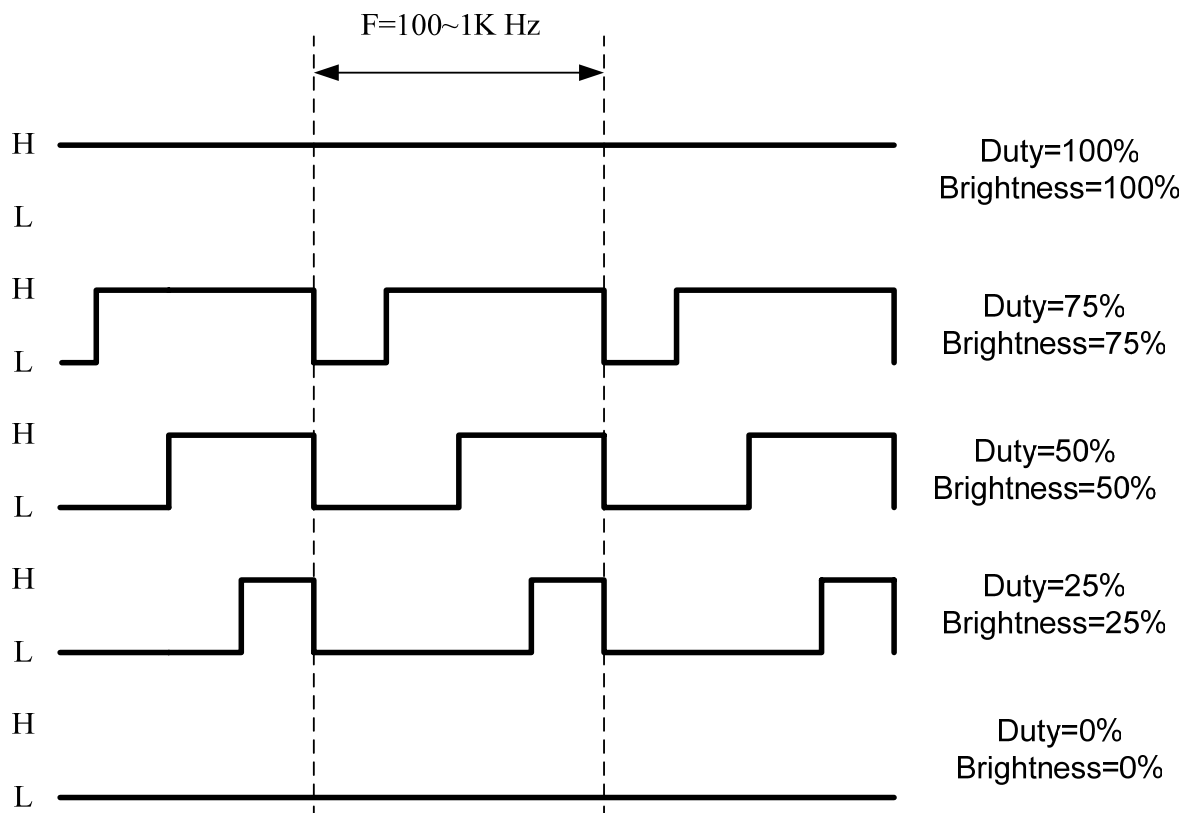 F=100~1K Hz
H
L
Duty=100%
Brightness=100%
H
L
Duty=75%
Brightness=75%
H
L
Duty=50%
Brightness=50%
H
L
Duty=25%
Brightness=25%
H
L
Duty=0%
Brightness=0%